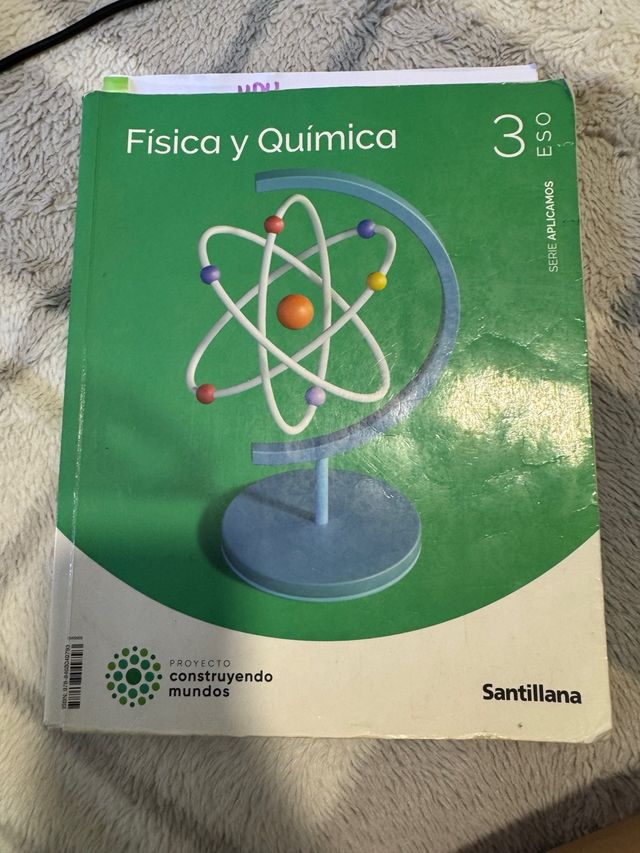 Física y Química
3
ESO
SERIE APLICAMOS
PROYECTO
construyendo
mundos
Santillana